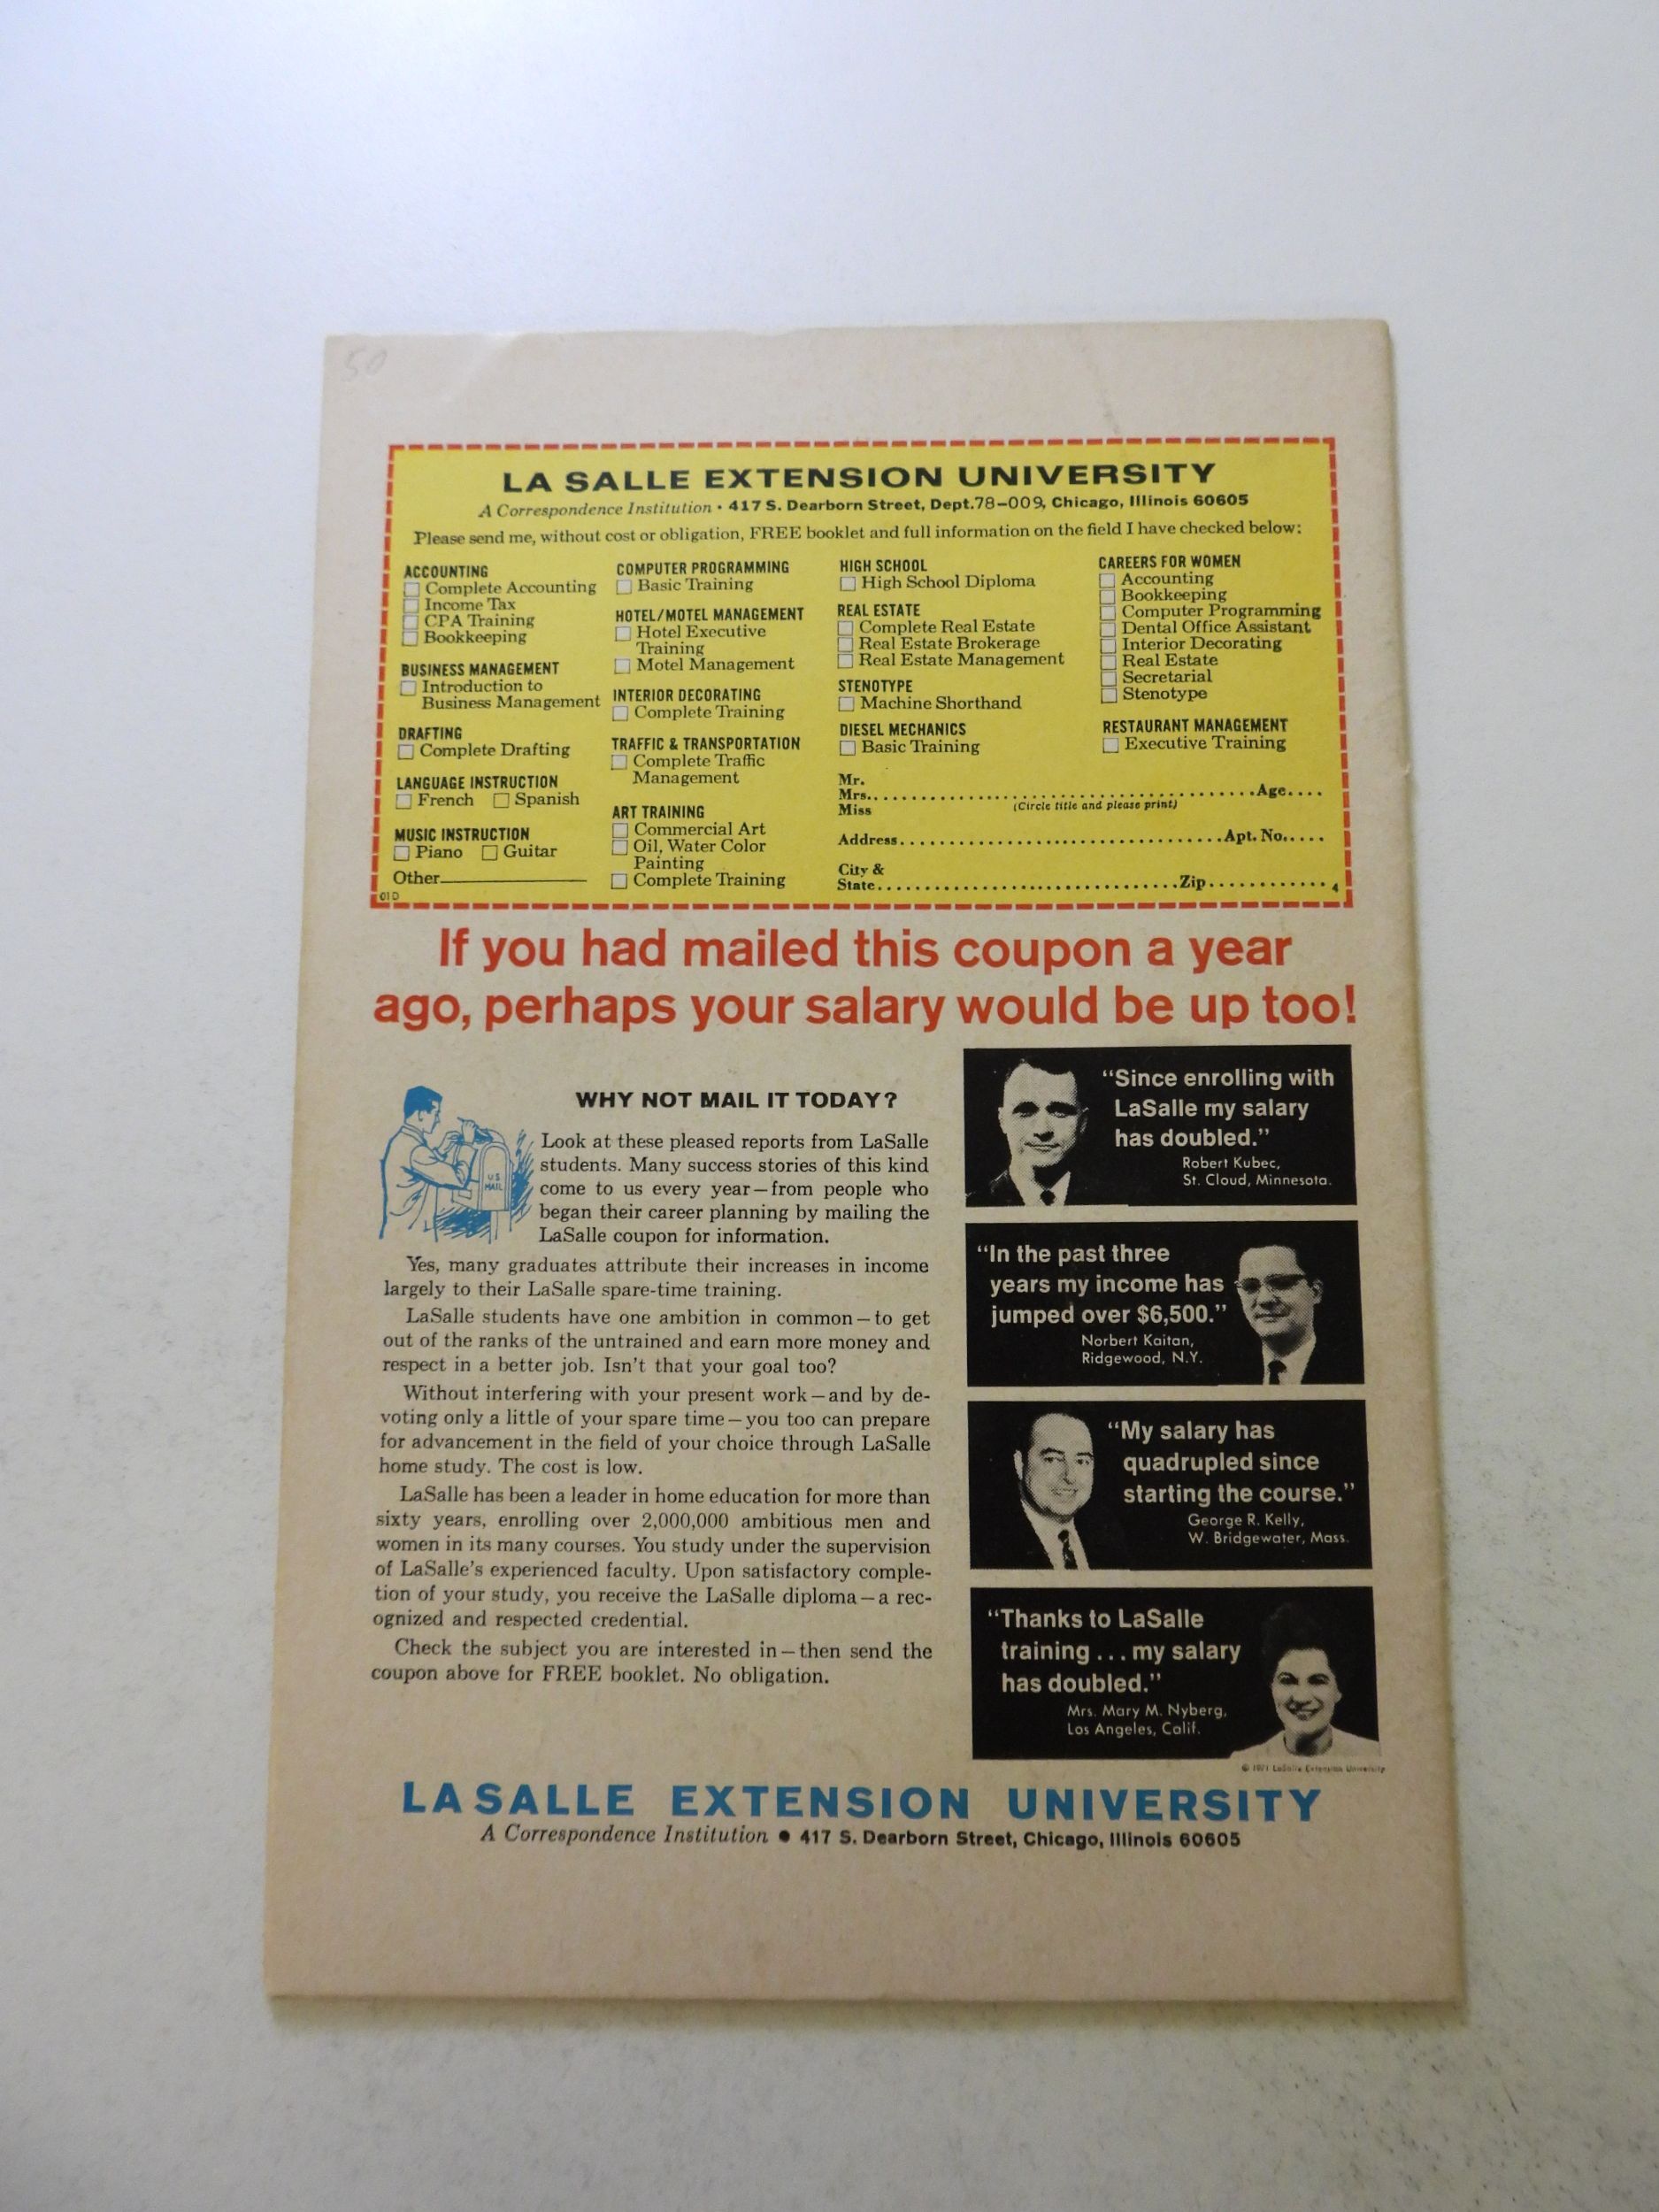 50
LA SALLE EXTENSION UNIVERSITY
A Correspondence Institution • 417 S. Dearborn Street, Dept.78-009, Chicago, Illinois 60605
Please send me, without cost or obligation, FREE booklet and full information on the field I have checked below:
ACCOUNTING
Complete Accounting
Income Tax
CPA Training
Bookkeeping
BUSINESS MANAGEMENT
Introduction to
Business Management
DRAFTING
Complete Drafting
LANGUAGE INSTRUCTION
French Spanish
MUSIC INSTRUCTION
Piano Guitar
Other
01D
COMPUTER PROGRAMMING
Basic Training
HOTEL/MOTEL MANAGEMENT
Hotel Executive
Training
Motel Management
INTERIOR DECORATING
Complete Training
TRAFFIC & TRANSPORTATION
Complete Traffic
Management
ART TRAINING
Commercial Art
Oil, Water Color
Painting
Complete Training
HIGH SCHOOL
High School Diploma
REAL ESTATE
Complete Real Estate
Real Estate Brokerage
Real Estate Management
STENOTYPE
Machine Shorthand
DIESEL MECHANICS
Basic Training
CAREERS FOR WOMEN
Accounting
Bookkeeping
Computer Programming
Dental Office Assistant
Interior Decorating
Real Estate
Secretarial
Stenotype
RESTAURANT MANAGEMENT
Executive Training
Mr.
Mrs. Age
Miss (Circle title and please print)
Address Apt. No.
City &
State Zip 4
If you had mailed this coupon a year
ago, perhaps your salary would be up too!
WHY NOT MAIL IT TODAY?
U.S.
MAIL
Look at these pleased reports from LaSalle
students. Many success stories of this kind
come to us every year—from people who
began their career planning by mailing the
LaSalle coupon for information.
Yes, many graduates attribute their increases in income
largely to their LaSalle spare-time training.
LaSalle students have one ambition in common—to get
out of the ranks of the untrained and earn more money and
respect in a better job. Isn't that your goal too?
Without interfering with your present work—and by de-
voting only a little of your spare time—you too can prepare
for advancement in the field of your choice through LaSalle
home study. The cost is low.
LaSalle has been a leader in home education for more than
sixty years, enrolling over 2,000,000 ambitious men and
women in its many courses. You study under the supervision
of LaSalle's experienced faculty. Upon satisfactory comple-
tion of your study, you receive the LaSalle diploma—a rec-
ognized and respected credential.
Check the subject you are interested in—then send the
coupon above for FREE booklet. No obligation.
"Since enrolling with
LaSalle my salary
has doubled."
Robert Kubec,
St. Cloud, Minnesota.
"In the past three
years my income has
jumped over $6,500."
Norbert Kaitan,
Ridgewood, N.Y.
"My salary has
quadrupled since
starting the course."
George R. Kelly,
W. Bridgewater, Mass.
"Thanks to LaSalle
training...my salary
has doubled."
Mrs. Mary M. Nyberg,
Los Angeles, Calif.
© 1971 LaSalle Extension University
LASALLE EXTENSION UNIVERSITY
A Correspondence Institution • 417 S. Dearborn Street, Chicago, Illinois 60605